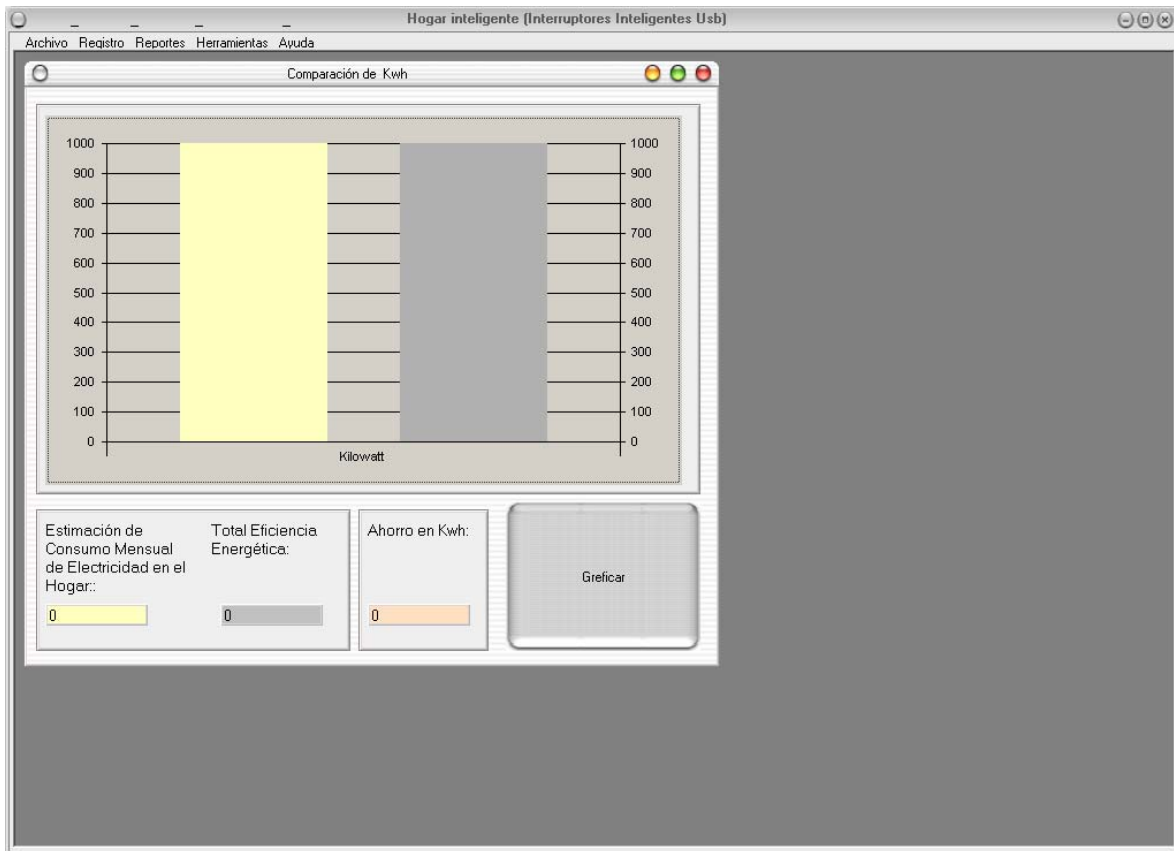 Hogar inteligente (Interruptores Inteligentes Usb)
Archivo Registro Reportes Herramientas Ayuda
Comparación de Kwh
1000 1000
900 900
800 800
700 700
600 600
500 500
400 400
300 300
200 200
100 100
0 0
Kilowatt
Estimación de
Consumo Mensual
de Electricidad en el
Hogar::
0
Total Eficiencia
Energética:
0
Ahorro en Kwh:
0
Greficar